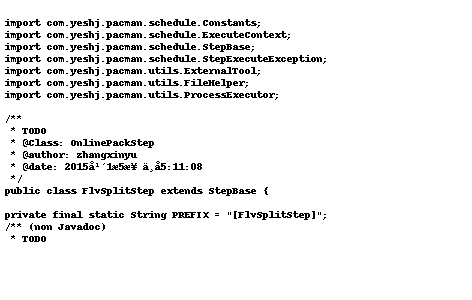 import com.yeshj.pacman.schedule.Constants;
import com.yeshj.pacman.schedule.ExecuteContext;
import com.yeshj.pacman.schedule.StepBase;
import com.yeshj.pacman.schedule.StepExecuteException;
import com.yeshj.pacman.utils.ExternalTool;
import com.yeshj.pacman.utils.FileHelper;
import com.yeshj.pacman.utils.ProcessExecutor;
/**
* TODO
* @Class: OnlinePackStep
* @author: zhangxinyu
* @date: 2015å¹´1æ5æ¥ ä¸å5:11:08
*/
public class FlvSplitStep extends StepBase {
private final static String PREFIX = "[FlvSplitStep]";
/** (non Javadoc)
* TODO